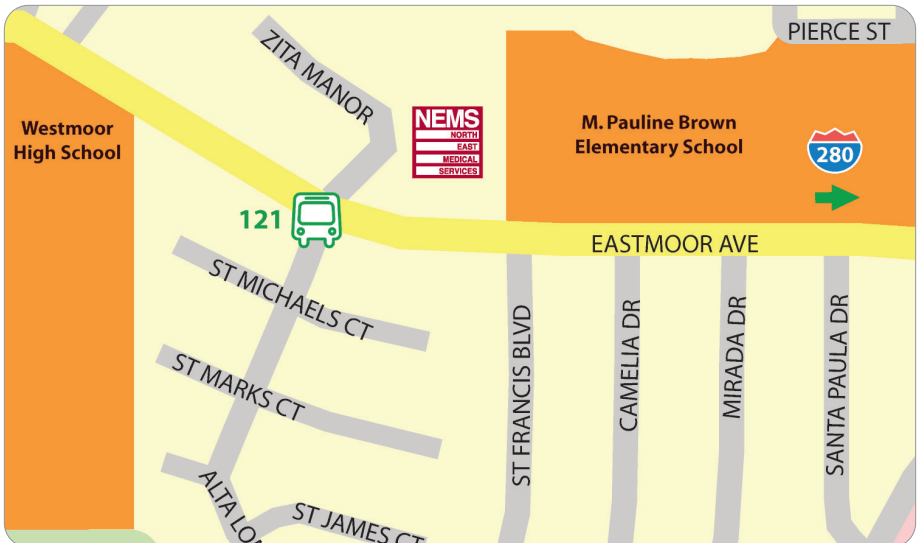 PIERCE ST
ZITA MANOR
NEMS
NORTH
EAST
MEDICAL
SERVICES
Westmoor
High School
M. Pauline Brown
Elementary School
280
121
EASTMOOR AVE
ST MICHAELS CT
ST FRANCIS BLVD
CAMELIA DR
MIRADA DR
SANTA PAULA DR
ST MARKS CT
ST JAMES CT